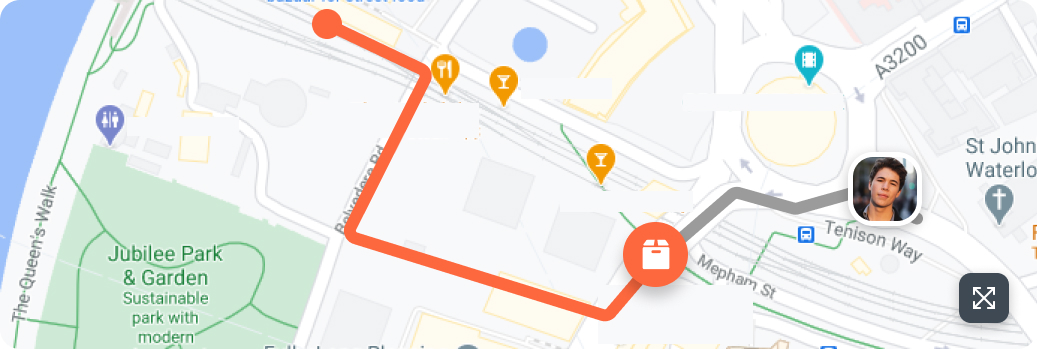 A3200
St John
Waterlo
Belvedere Rd
The Queen's Walk
Jubilee Park
& Garden
Sustainable
park with
modern
Tenison Way
Mepham St